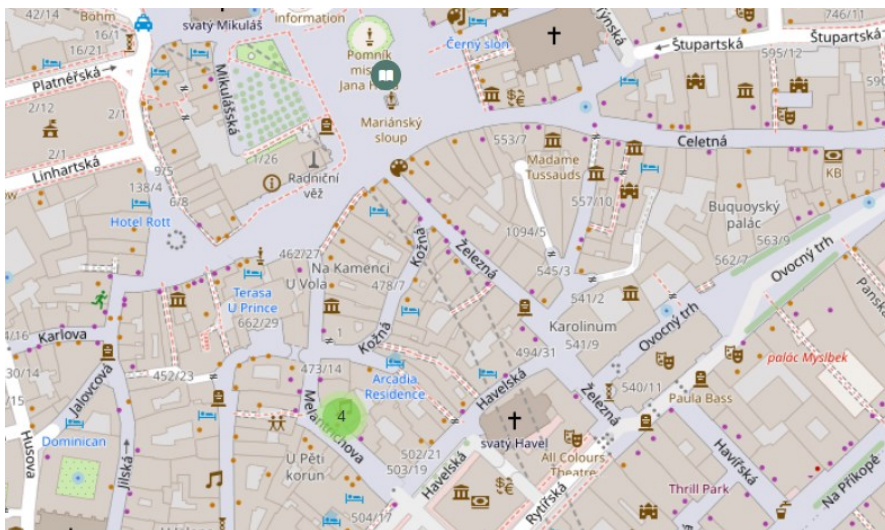 42/14
Böhm
16/1
16/21
svatý Mikuláš
information
Pomník
Jana
Černý slon
Štupartská
Štupartská
746/11
595/12
Platnéřská
2/12
2/1
2/1
Mikulášská
Mariánský
sloup
553/7
Celetná
Linhartská
9/5
1/26
Radniční
věž
Madame
Tussauds
KB
138/4
6/8
Hotel Rott
557/10
Buquoyský
palác
1094/5
563/9
562/7
Ovocný trh
462/27
Na Kamenci
U Vola
Kožná
478/7
Železná
545/3
541/2
Terasa
U Prince
662/29
Karolinum
541/9
Ovocný trh
Karlova
1
Kožná
494/31
palác Myslbek
452/23
473/14
Arcadia
Residence
Havelská
Železná
540/11
Paula Bass
30/14
Jalovcová
4
Melantrichova
svatý Havel
Husova
Dominican
Jilská
U Pěti
korun
502/21
503/19
Havelská
All Colours
Theatre
Rytířská
Havířská
Thrill Park
Na Příkopě
504/17